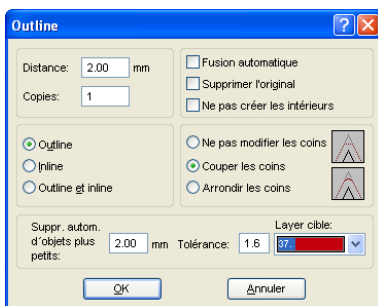 Outline
Distance: 2.00 mm
Copies: 1
Fusion automatique
Supprimer l'original
Ne pas créer les intérieurs
Outline
Inline
Outline et inline
Ne pas modifier les coins
Couper les coins
Arrondir les coins
Suppr. autom.
d´objets plus
petits:
2.00 mm Tolérance: 1.6
Layer cible:
37.
OK
Annuler